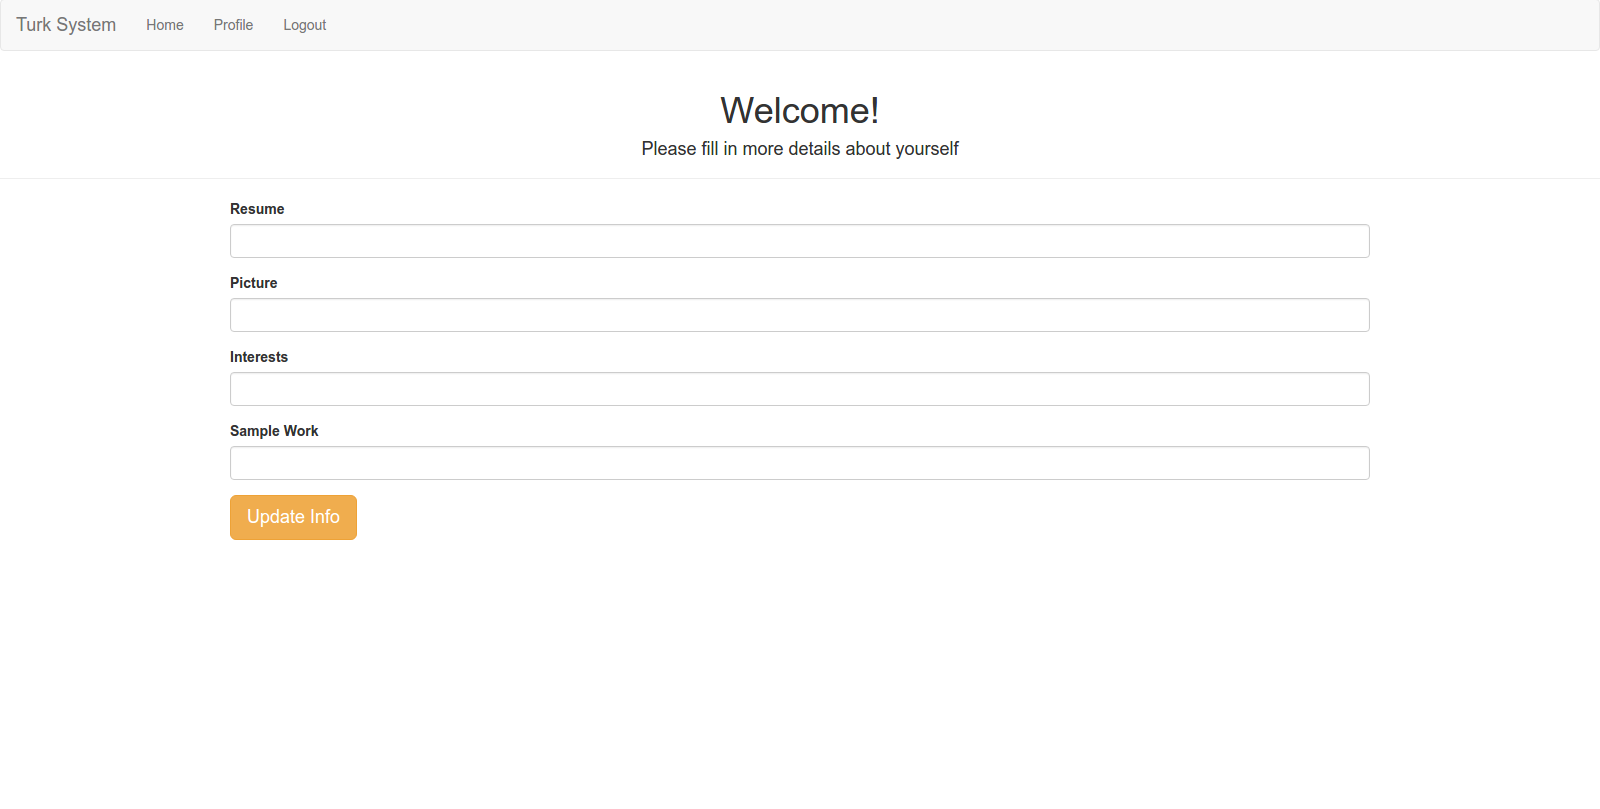 Turk System Home Profile Logout
Welcome!
Please fill in more details about yourself
Resume
Picture
Interests
Sample Work
Update Info